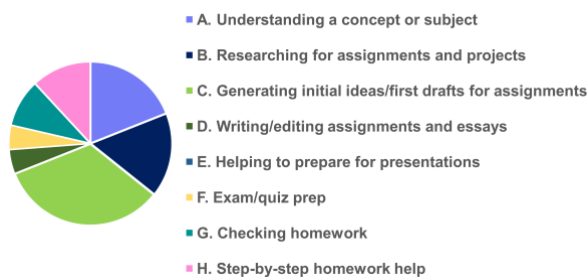 A. Understanding a concept or subject
B. Researching for assignments and projects
C. Generating initial ideas/first drafts for assignments
D. Writing/editing assignments and essays
E. Helping to prepare for presentations
F. Exam/quiz prep
G. Checking homework
H. Step-by-step homework help